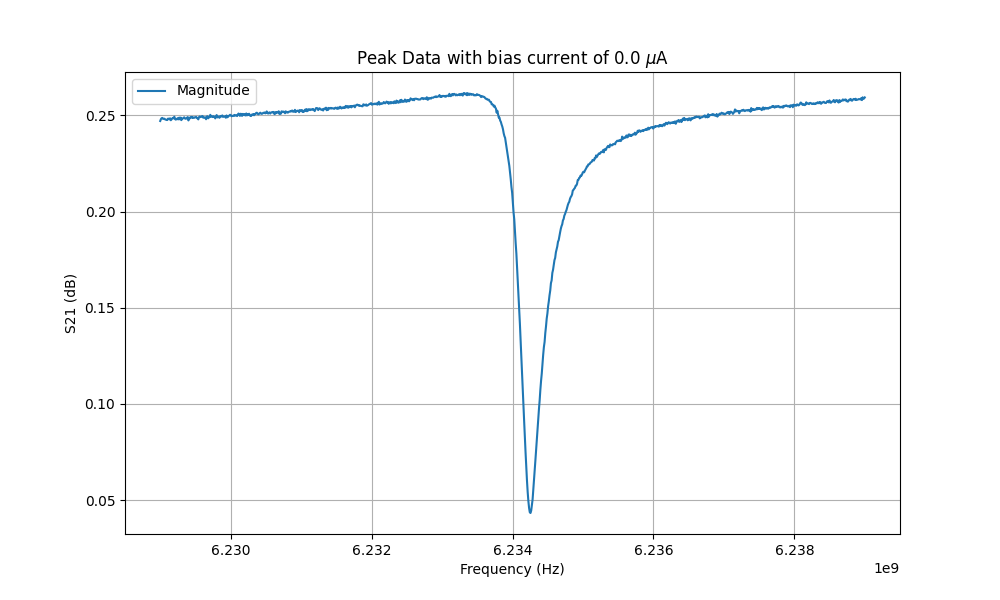 Peak Data with bias current of 0.0 μA
Magnitude
S21 (dB)
0.25
0.20
0.15
0.10
0.05
6.230 6.232 6.234 6.236 6.238
Frequency (Hz)
1e9